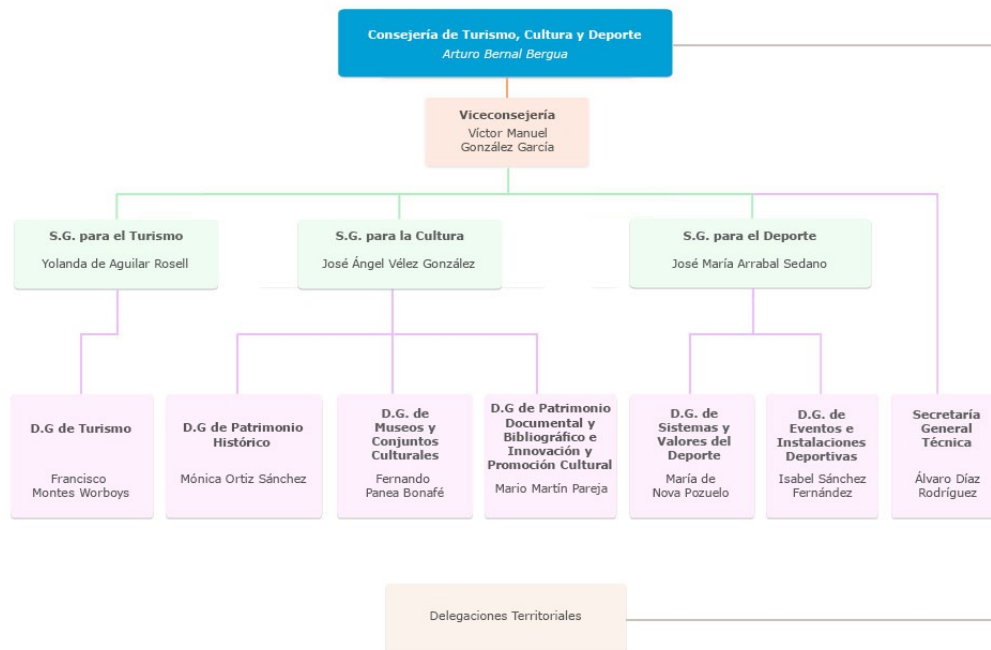 Consejería de Turismo, Cultura y Deporte
Arturo Bernal Bergua
Viceconsejería
Víctor Manuel
González García
S.G. para el Turismo
Yolanda de Aguilar Rosell
S.G. para la Cultura
José Ángel Vélez González
S.G. para el Deporte
José María Arrabal Sedano
D.G de Turismo
Francisco
Montes Worboys
D.G de Patrimonio
Histórico
Mónica Ortiz Sánchez
D.G. de
Museos y
Conjuntos
Culturales
Fernando
Panea Bonafé
D.G de Patrimonio
Documental y
Bibliográfico e
Innovación y
Promoción Cultural
Mario Martín Pareja
D.G. de
Sistemas y
Valores del
Deporte
María de
Nova Pozuelo
D.G. de
Eventos e
Instalaciones
Deportivas
Isabel Sánchez
Fernández
Secretaría
General
Técnica
Álvaro Díaz
Rodríguez
Delegaciones Territoriales